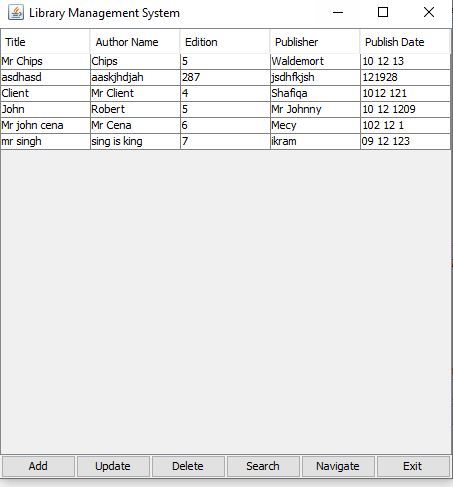 Library Management System
Title Author Name Edition Publisher Publish Date
Mr Chips Chips 5 Waldemort 10 12 13
asdhasd aaskjhdjah 287 jsdhfkjsh 121928
Client Mr Client 4 Shafiqa 1012 121
John Robert 5 Mr Johnny 10 12 1209
Mr john cena Mr Cena 6 Mecy 102 12 1
mr singh sing is king 7 ikram 09 12 123
Add Update Delete Search Navigate Exit